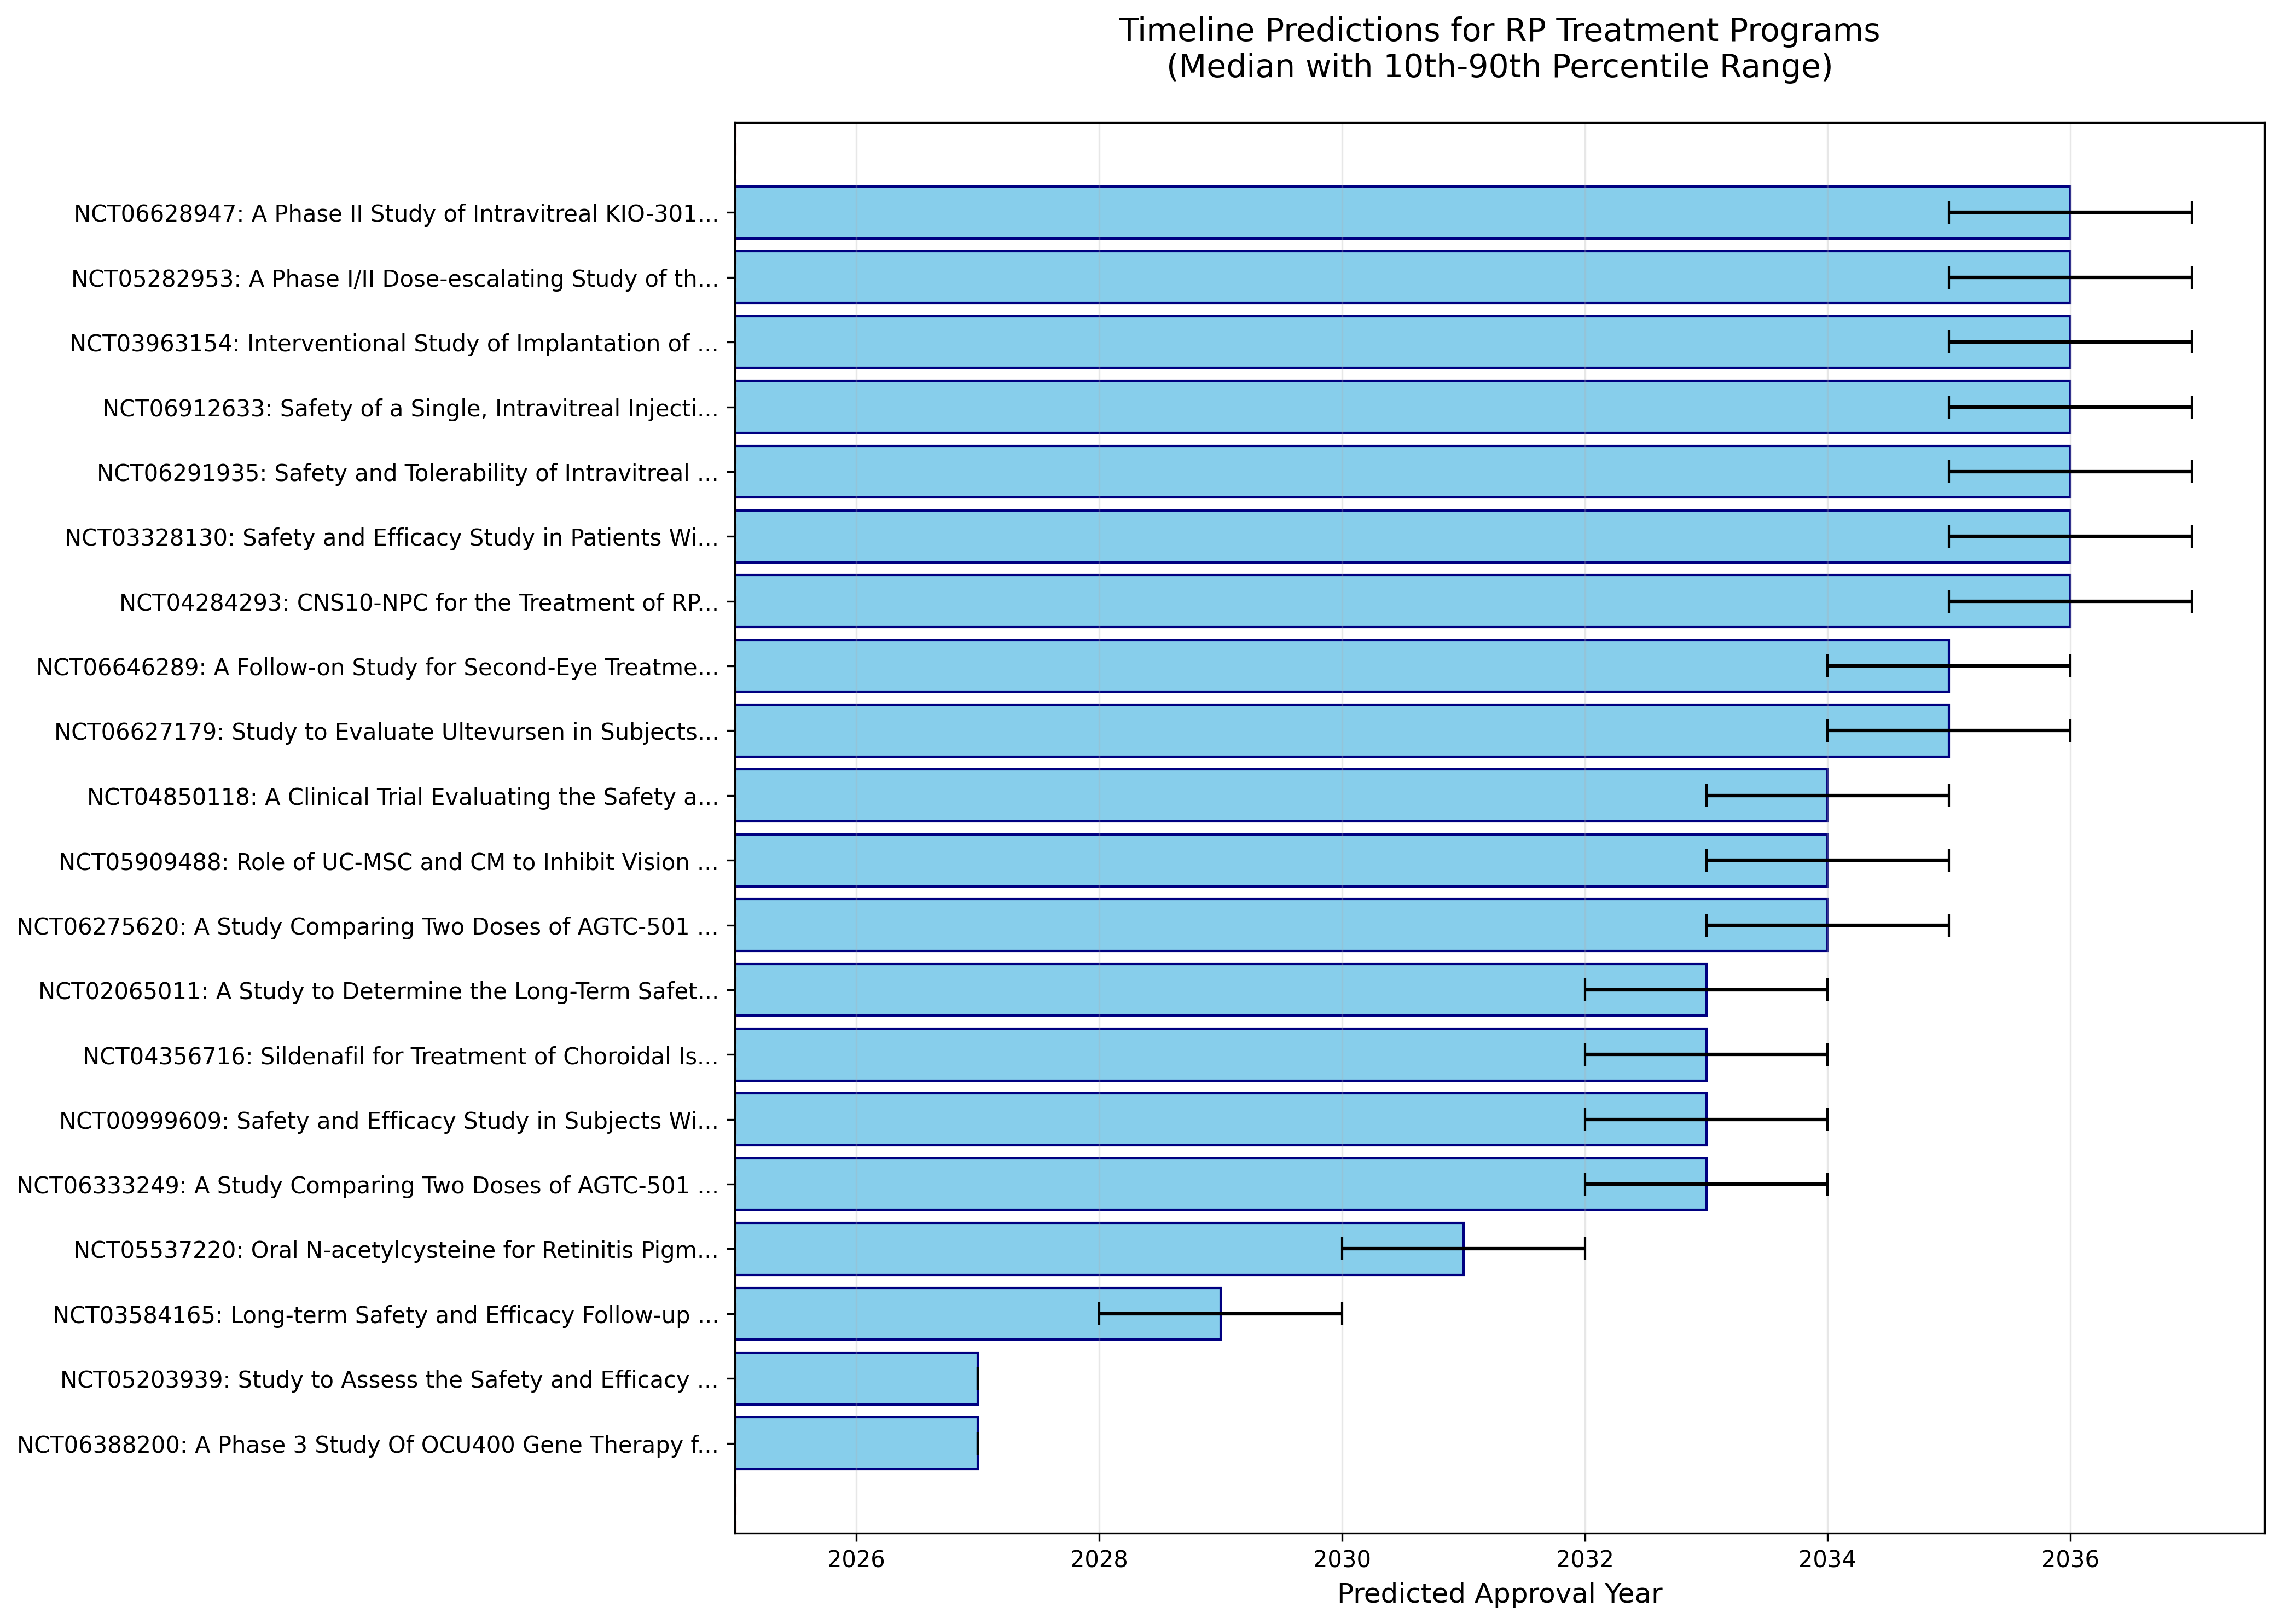 Timeline Predictions for RP Treatment Programs
(Median with 10th-90th Percentile Range)
NCT06628947: A Phase II Study of Intravitreal KIO-301...
NCT05282953: A Phase I/II Dose-escalating Study of th...
NCT03963154: Interventional Study of Implantation of ...
NCT06912633: Safety of a Single, Intravitreal Injecti...
NCT06291935: Safety and Tolerability of Intravitreal ...
NCT03328130: Safety and Efficacy Study in Patients Wi...
NCT04284293: CNS10-NPC for the Treatment of RP...
NCT06646289: A Follow-on Study for Second-Eye Treatme...
NCT06627179: Study to Evaluate Ultevursen in Subjects...
NCT04850118: A Clinical Trial Evaluating the Safety a...
NCT05909488: Role of UC-MSC and CM to Inhibit Vision ...
NCT06275620: A Study Comparing Two Doses of AGTC-501 ...
NCT02065011: A Study to Determine the Long-Term Safet...
NCT04356716: Sildenafil for Treatment of Choroidal Is...
NCT00999609: Safety and Efficacy Study in Subjects Wi...
NCT06333249: A Study Comparing Two Doses of AGTC-501 ...
NCT05537220: Oral N-acetylcysteine for Retinitis Pigm...
NCT03584165: Long-term Safety and Efficacy Follow-up ...
NCT05203939: Study to Assess the Safety and Efficacy ...
NCT06388200: A Phase 3 Study Of OCU400 Gene Therapy f...
2026 2028 2030 2032 2034 2036
Predicted Approval Year